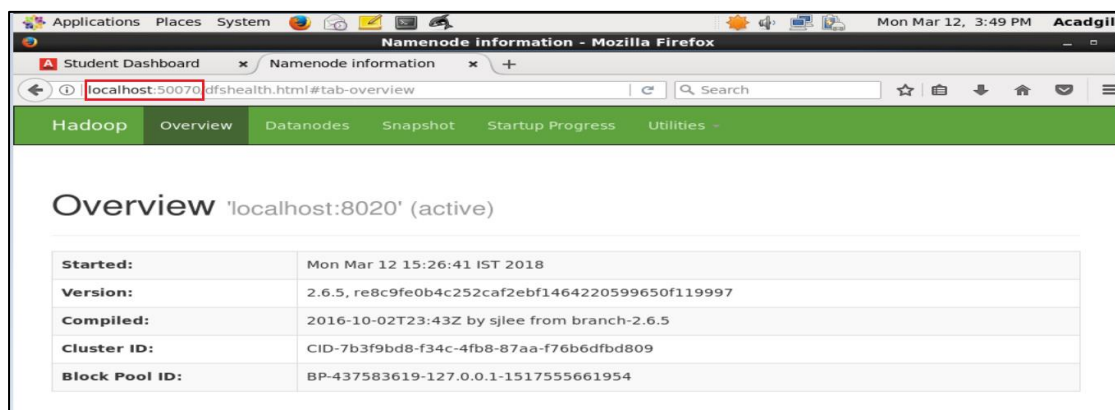 Applications Places System Mon Mar 12, 3:49 PM Acadgil
Namenode information - Mozilla Firefox
Student Dashboard × Namenode information × +
localhost:50070/dfshealth.html#tab-overview Search
Hadoop Overview Datanodes Snapshot Startup Progress Utilities
Overview 'localhost:8020' (active)
Started: Mon Mar 12 15:26:41 IST 2018
Version: 2.6.5, re8c9fe0b4c252caf2ebf1464220599650f119997
Compiled: 2016-10-02T23:43Z by sjlee from branch-2.6.5
Cluster ID: CID-7b3f9bd8-f34c-4fb8-87aa-f76b6dfbd809
Block Pool ID: BP-437583619-127.0.0.1-1517555661954